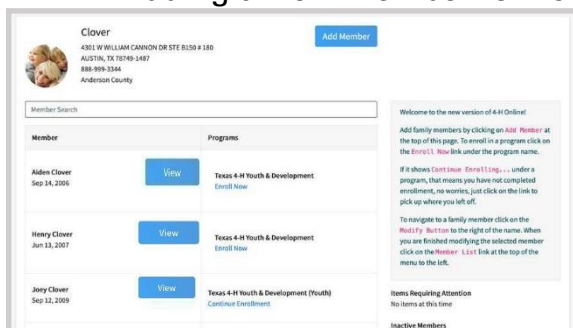 Clover
4301 W WILLIAM CANNON DR STE B150 # 180
AUSTIN, TX 78749-1487
888-999-3344
Anderson County
Add Member
Member Search
Member
Programs
Aiden Clover
Sep 14, 2006
View
Texas 4-H Youth & Development
Enroll Now
Henry Clover
Jun 13, 2007
View
Texas 4-H Youth & Development
Enroll Now
Joey Clover
Sep 12, 2009
View
Texas 4-H Youth & Development (Youth)
Continue Enrollment
Welcome to the new version of 4-H Online!
Add family members by clicking on Add Member at
the top of this page. To enroll in a program click on
the Enroll Now link under the program name.
If it shows Continue Enrolling... under a
program, that means you have not completed
enrollment, no worries, just click on the link to
pick up where you left off.
To navigate to a family member click on the
Modify Button to the right of the name. When
you are finished modifying the selected member
click on the Member List link at the top of the
menu to the left.
Items Requiring Attention
No items at this time
Inactive Members